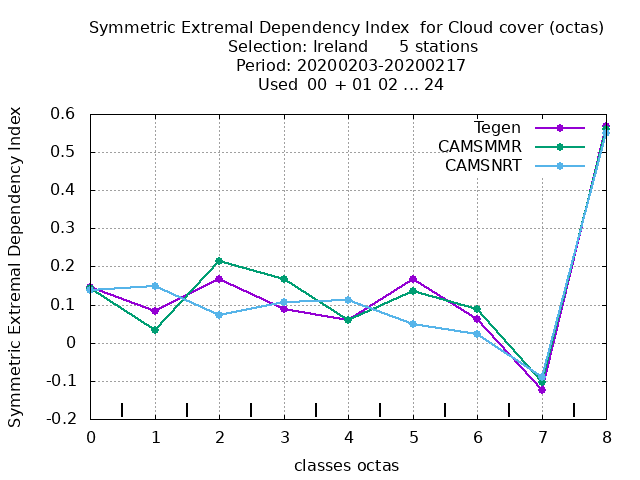 Symmetric Extremal Dependency Index  for Cloud cover (octas)
Selection: Ireland      5 stations
Period: 20200203-20200217
Used  00  + 01 02 ... 24
Symmetric Extremal Dependency Index
0.6
0.5
0.4
0.3
0.2
0.1
0
-0.1
-0.2
Tegen
CAMSMMR
CAMSNRT
0 1 2 3 4 5 6 7 8
classes octas